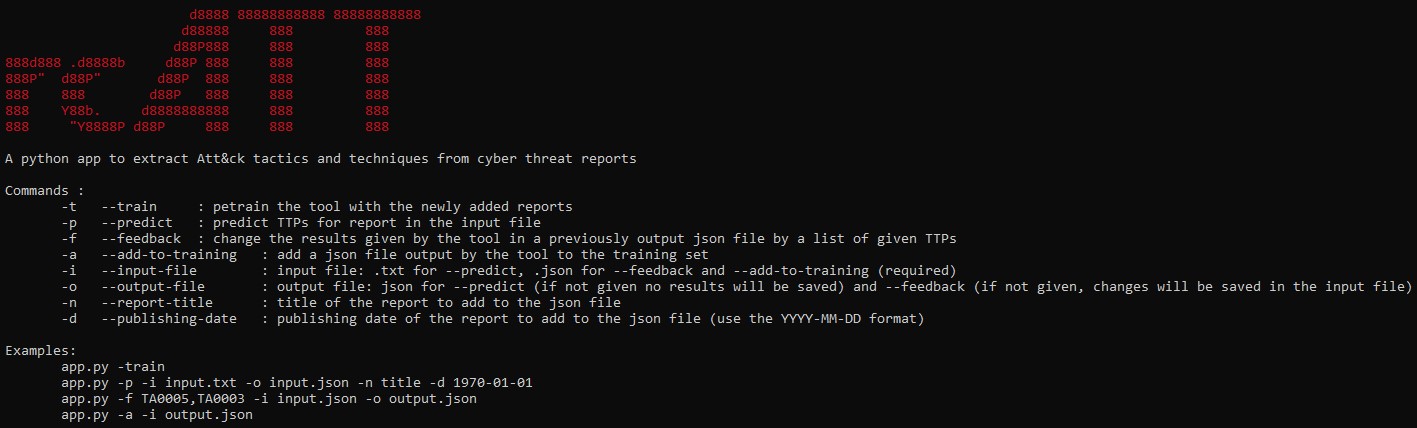 d8888 88888888888 88888888888
                      d88888     888         888
                     d88P888     888         888
888d888 .d8888b     d88P 888     888         888
888P"  d88P"       d88P  888     888         888
888    888        d88P   888     888         888
888    Y88b.     d8888888888     888         888
888     "Y8888P d88P     888     888         888

A python app to extract Att&ck tactics and techniques from cyber threat reports

Commands :
       -t   --train     : petrain the tool with the newly added reports
       -p   --predict   : predict TTPs for report in the input file
       -f   --feedback  : change the results given by the tool in a previously output json file by a list of given TTPs
       -a   --add-to-training   : add a json file output by the tool to the training set
       -i   --input-file        : input file: .txt for --predict, .json for --feedback and --add-to-training (required)
       -o   --output-file       : output file: json for --predict (if not given no results will be saved) and --feedback (if not given, changes will be saved in the input file)
       -n   --report-title      : title of the report to add to the json file
       -d   --publishing-date   : publishing date of the report to add to the json file (use the YYYY-MM-DD format)

Examples:
       app.py -train
       app.py -p -i input.txt -o input.json -n title -d 1970-01-01
       app.py -f TA0005,TA0003 -i input.json -o output.json
       app.py -a -i output.json